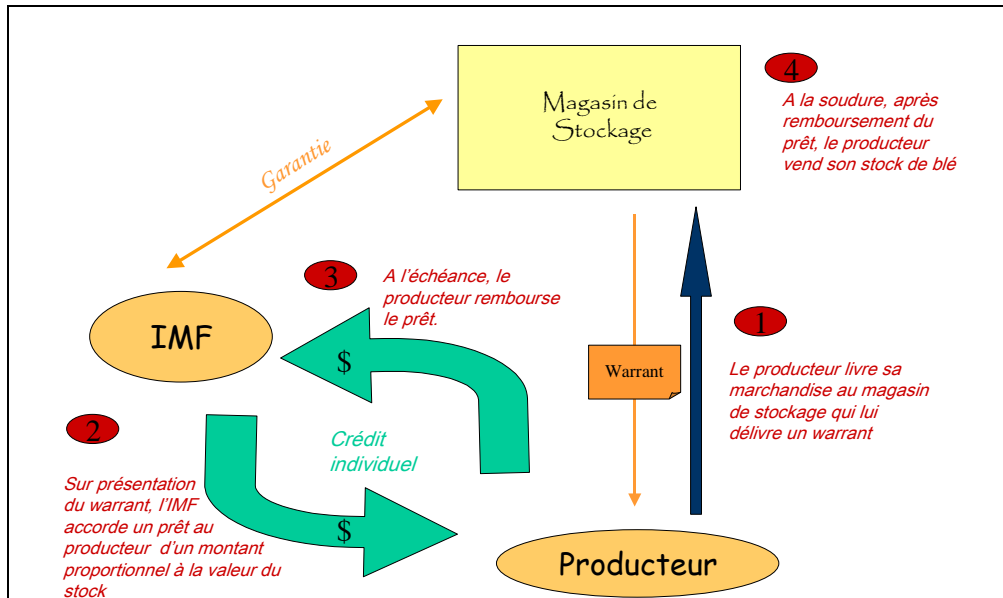 Magasin de
Stockage
4
A la soudure, après
remboursement du
prêt, le producteur
vend son stock de blé
Garantie
3
A l'échéance, le
producteur rembourse
le prêt.
IMF
$
1
Warrant
Le producteur livre sa
marchandise au magasin
de stockage qui lui
délivre un warrant
2
Crédit
individuel
Sur présentation
du warrant, l'IMF
accorde un prêt au
producteur d'un montant
proportionnel à la valeur du
stock
$
Producteur